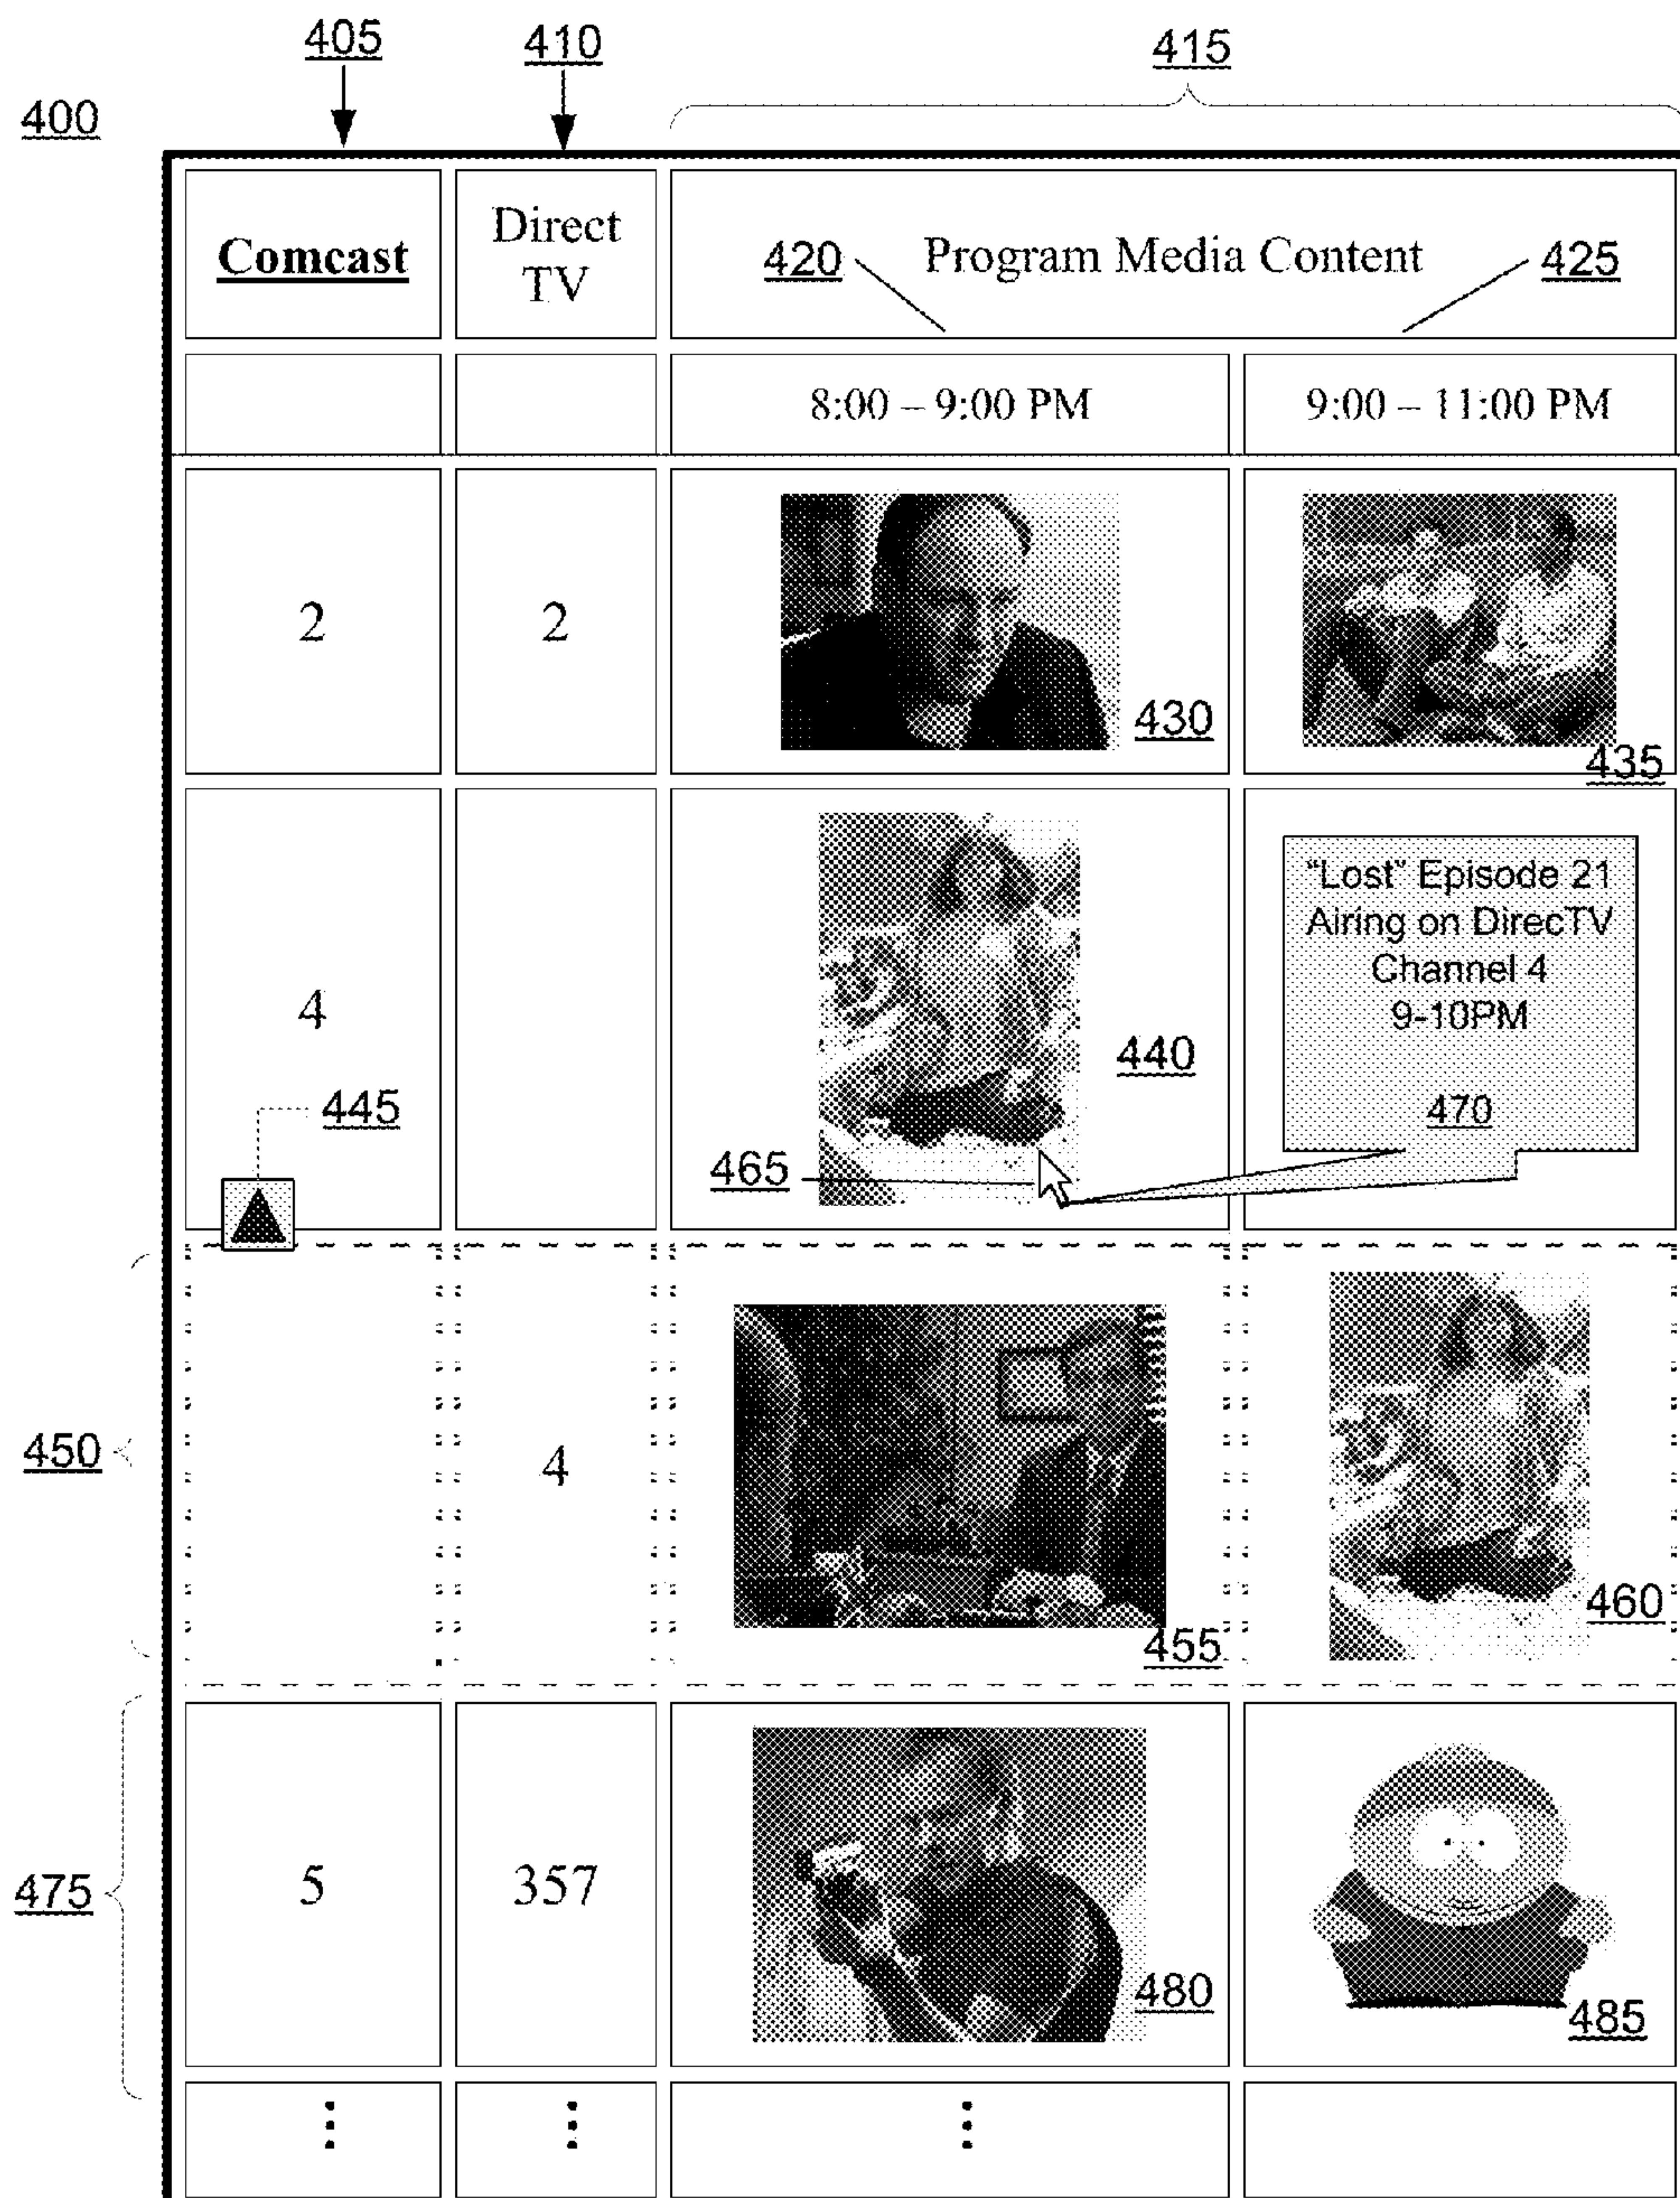 405
410
415
400
Comcast
Direct
TV
420
Program Media Content
425
8:00 – 9:00 PM
9:00 – 11:00 PM
2
2
430
435
4
440
"Lost" Episode 21
Airing on DirecTV
Channel 4
9-10PM
470
445
465
450
4
455
460
475
5
357
480
485
⋮
⋮
⋮